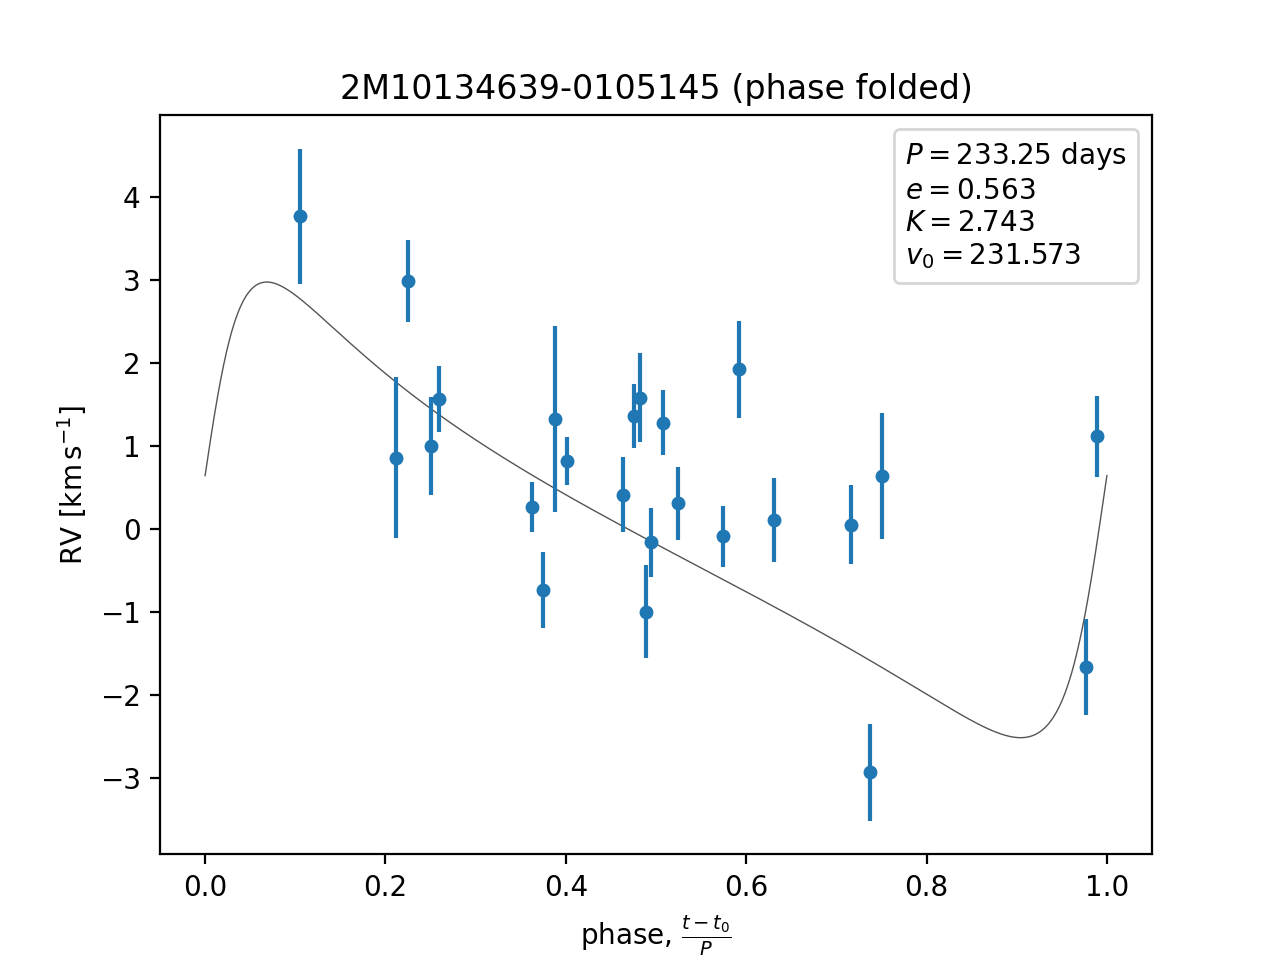 2M10134639-0105145 (phase folded)
P = 233.25 days
e = 0.563
K = 2.743
v₀ = 231.573
RV [km s⁻¹]
4
3
2
1
0
−1
−2
−3
0.0 0.2 0.4 0.6 0.8 1.0
phase, (t − t₀)/P